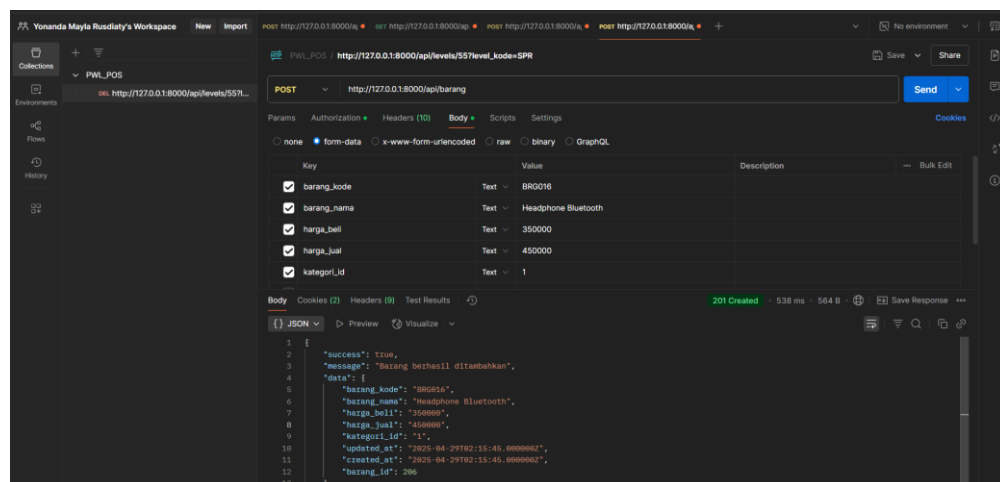 Yonanda Mayla Rusdiaty's Workspace New Import POST http://127.0.0.1:8000/a GET http://127.0.0.1:8000/ap POST http://127.0.0.1:8000/a POST http://127.0.0.1:8000/a + No environment
Collections
PWL_POS / http://127.0.0.1:8000/api/levels/55?level_kode=SPR Save Share
PWL_POS
DEL http://127.0.0.1:8000/api/levels/55?l...
Environments
Flows
History
POST http://127.0.0.1:8000/api/barang Send
Params Authorization Headers (10) Body Scripts Settings Cookies
none form-data x-www-form-urlencoded raw binary GraphQL
Key Value Description ... Bulk Edit
barang_kode Text BRG016
barang_nama Text Headphone Bluetooth
harga_beli Text 350000
harga_jual Text 450000
kategori_id Text 1
Body Cookies (2) Headers (9) Test Results 201 Created 538 ms 564 B Save Response
{} JSON Preview Visualize
1 {
2 "success": true,
3 "message": "Barang berhasil ditambahkan",
4 "data": {
5 "barang_kode": "BRG016",
6 "barang_nama": "Headphone Bluetooth",
7 "harga_beli": "350000",
8 "harga_jual": "450000",
9 "kategori_id": "1",
10 "updated_at": "2025-04-29T02:15:45.000000Z",
11 "created_at": "2025-04-29T02:15:45.000000Z",
12 "barang_id": 206